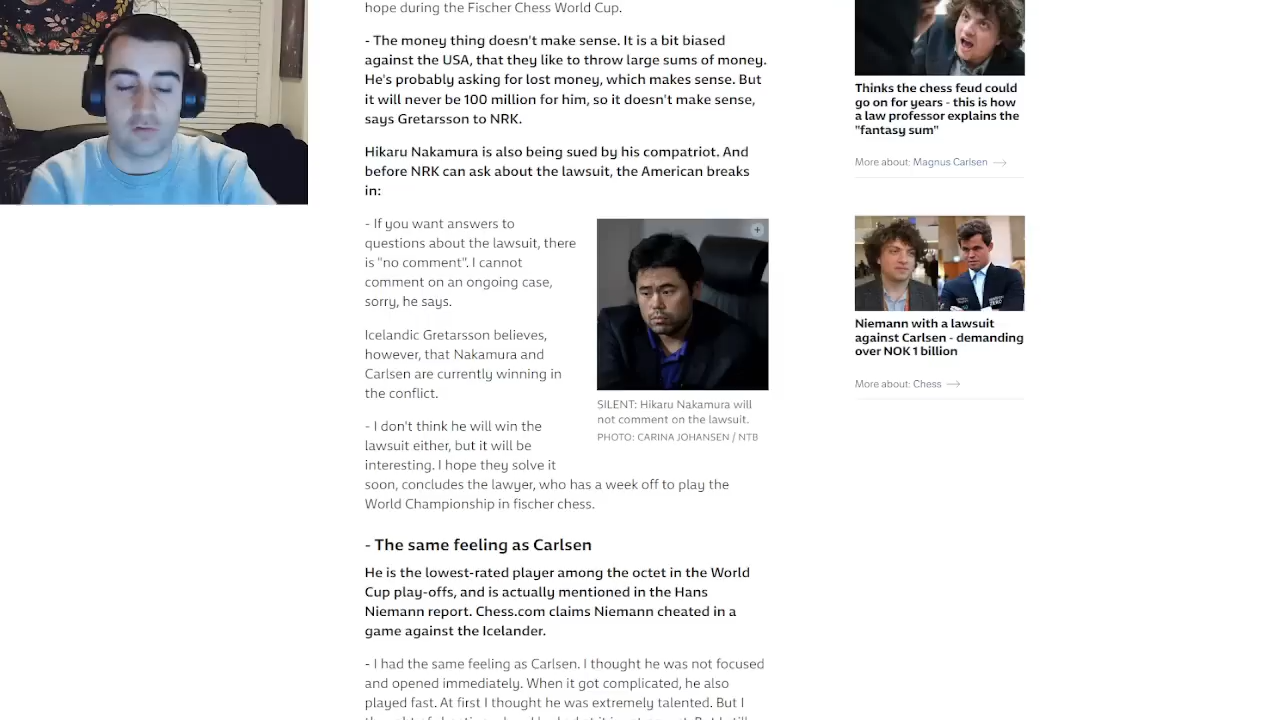 hope during the Fischer Chess World Cup.
- The money thing doesn't make sense. It is a bit biased
against the USA, that they like to throw large sums of money.
He's probably asking for lost money, which makes sense. But
it will never be 100 million for him, so it doesn't make sense,
says Gretarsson to NRK.
Hikaru Nakamura is also being sued by his compatriot. And
before NRK can ask about the lawsuit, the American breaks
in:
- If you want answers to
questions about the lawsuit, there
is "no comment". I cannot
comment on an ongoing case,
sorry, he says.
Icelandic Gretarsson believes,
however, that Nakamura and
Carlsen are currently winning in
the conflict.
- I don't think he will win the
lawsuit either, but it will be
interesting. I hope they solve it
soon, concludes the lawyer, who has a week off to play the
World Championship in fischer chess.
SILENT: Hikaru Nakamura will
not comment on the lawsuit.
PHOTO: CARINA JOHANSEN / NTB
- The same feeling as Carlsen
He is the lowest-rated player among the octet in the World
Cup play-offs, and is actually mentioned in the Hans
Niemann report. Chess.com claims Niemann cheated in a
game against the Icelander.
- I had the same feeling as Carlsen. I thought he was not focused
and opened immediately. When it got complicated, he also
played fast. At first I thought he was extremely talented. But I
Thinks the chess feud could
go on for years - this is how
a law professor explains the
"fantasy sum"
More about: Magnus Carlsen →
Niemann with a lawsuit
against Carlsen - demanding
over NOK 1 billion
More about: Chess →